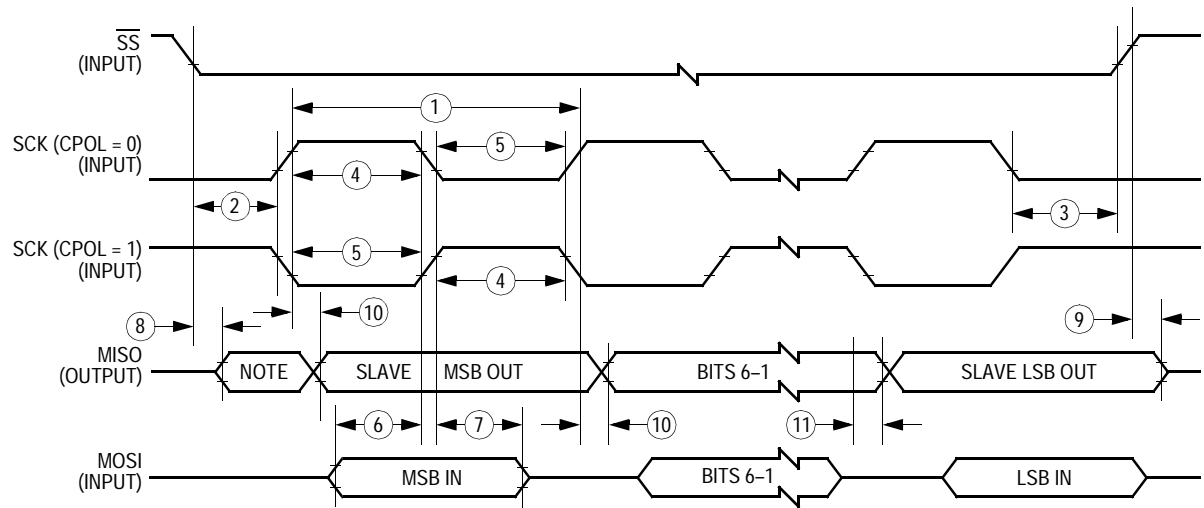 SS
(INPUT)
1
SCK (CPOL = 0)
(INPUT)
5
4
2
3
SCK (CPOL = 1)
(INPUT)
5
4
8
10
9
MISO
(OUTPUT)
NOTE
SLAVE
MSB OUT
BITS 6–1
SLAVE LSB OUT
6
7
10
11
MOSI
(INPUT)
MSB IN
BITS 6–1
LSB IN